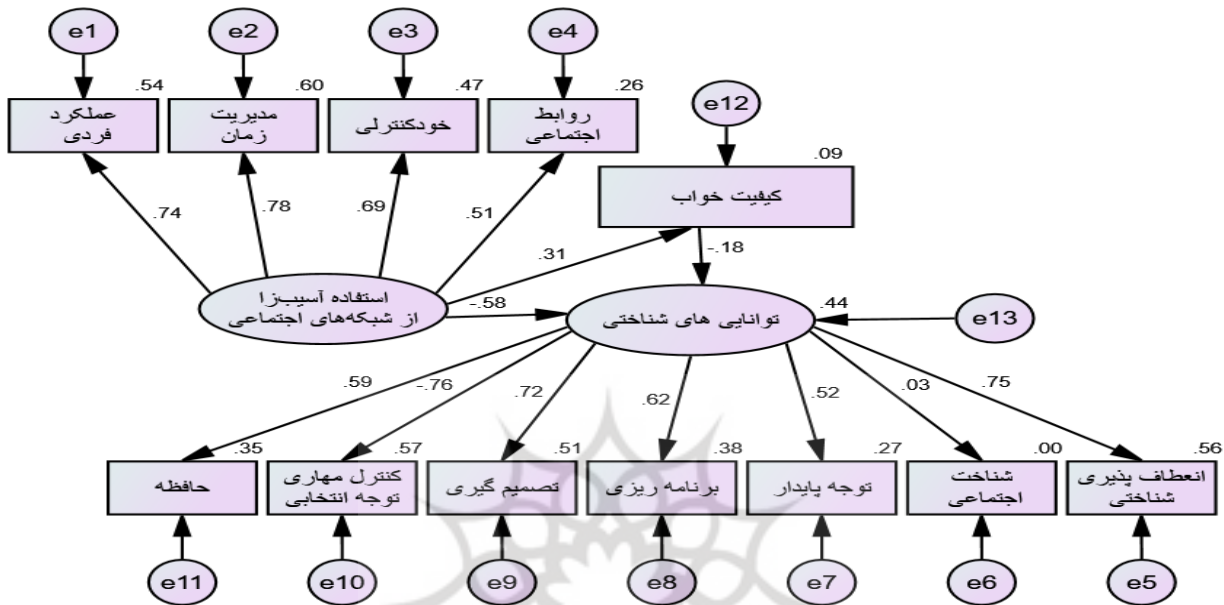 e1 e2 e3 e4
.54 .60 .47 .26
عملکرد فردی
مدیریت زمان
خودکنترلی
روابط اجتماعی
e12
.09
کیفیت خواب
.74 .78 .69 .51 .31 -.18
استفاده آسیب‌زا
از شبکه‌های اجتماعی
-.58
توانایی های شناختی
.44
e13
.59 -.76 .72 .62 .52 .03 .75
.35 .57 .51 .38 .27 .00 .56
حافظه
کنترل مهاری
توجه انتخابی
تصمیم گیری
برنامه ریزی
توجه پایدار
شناخت
اجتماعی
انعطاف پذیری
شناختی
e11 e10 e9 e8 e7 e6 e5